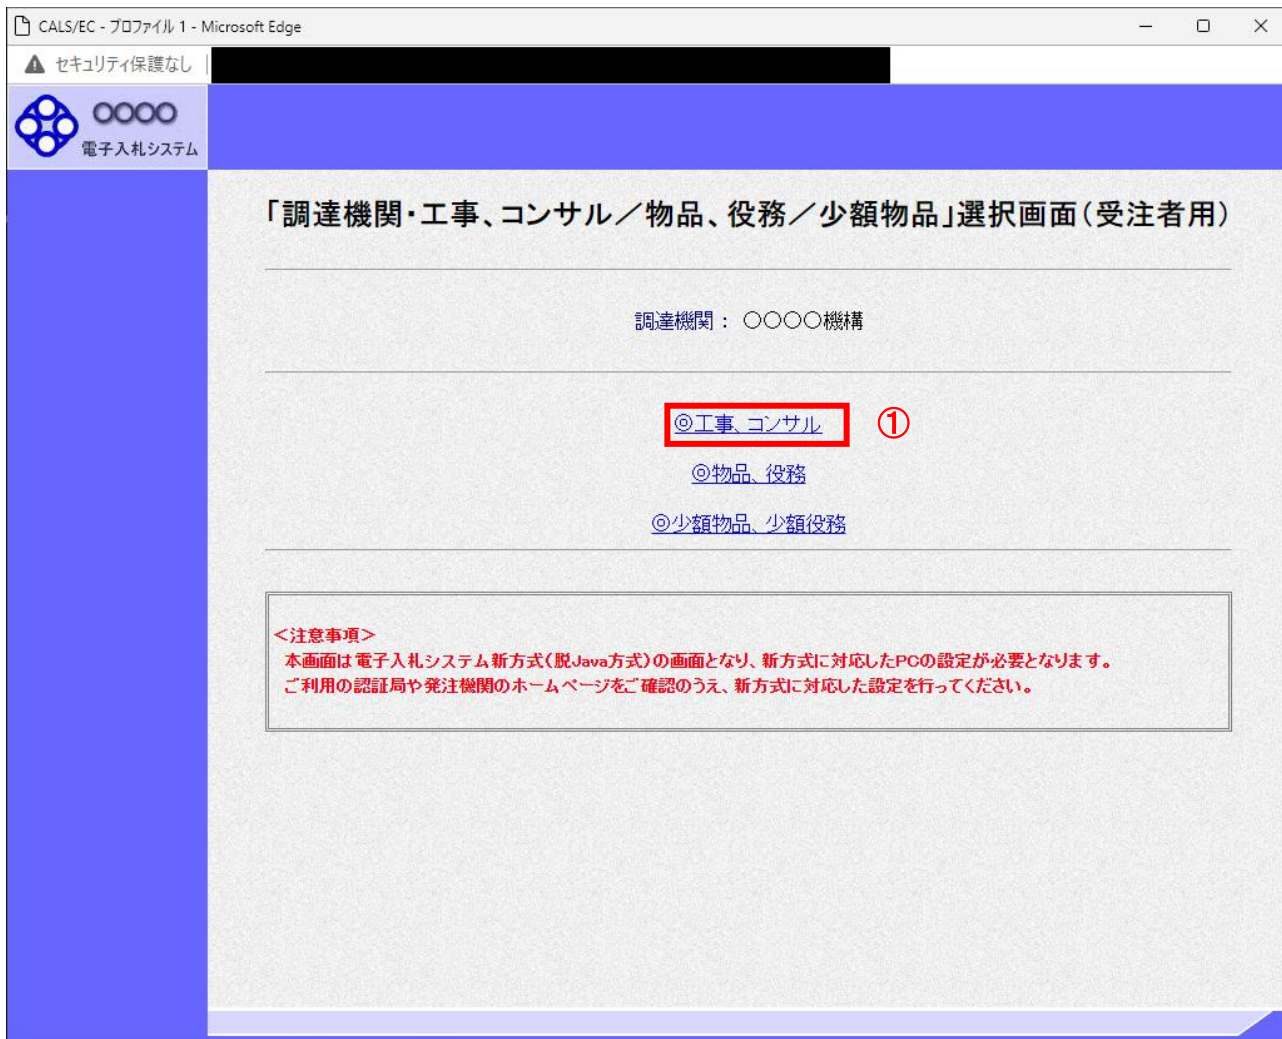 CALS/EC - プロファイル 1 - Microsoft Edge
セキュリティ保護なし
○○○○
電子入札システム
「調達機関・工事、コンサル／物品、役務／少額物品」選択画面（受注者用）
調達機関： ○○○○機構
◎工事、コンサル ①
◎物品、役務
◎少額物品、少額役務
＜注意事項＞
本画面は電子入札システム新方式（脱Java方式）の画面となり、新方式に対応したPCの設定が必要となります。
ご利用の認証局や発注機関のホームページをご確認のうえ、新方式に対応した設定を行ってください。